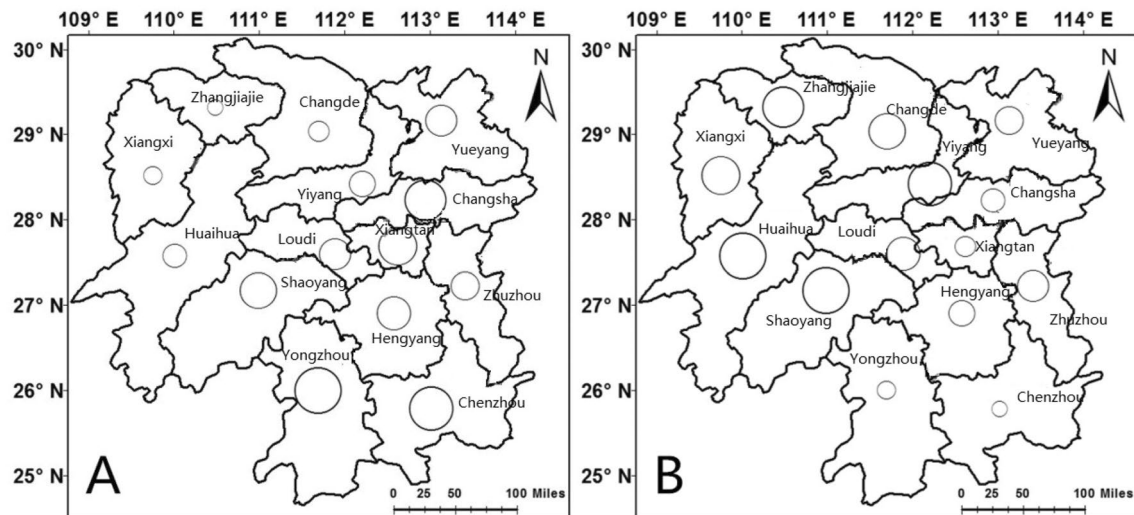 109° E 110° E 111° E 112° E 113° E 114° E
30° N
29° N
28° N
27° N
26° N
25° N
N
Zhangjiajie
Changde
Xiangxi
Yueyang
Yiyang
Changsha
Huaihua
Loudi
Xiangtan
Shaoyang
Zhuzhou
Hengyang
Yongzhou
Chenzhou
A
0 25 50 100 Miles
109° E 110° E 111° E 112° E 113° E 114° E
30° N
29° N
28° N
27° N
26° N
25° N
N
Zhangjiajie
Changde
Xiangxi
Yiyang
Yueyang
Changsha
Huaihua
Loudi
Xiangtan
Hengyang
Shaoyang
Zhuzhou
Yongzhou
Chenzhou
B
0 25 50 100 Miles